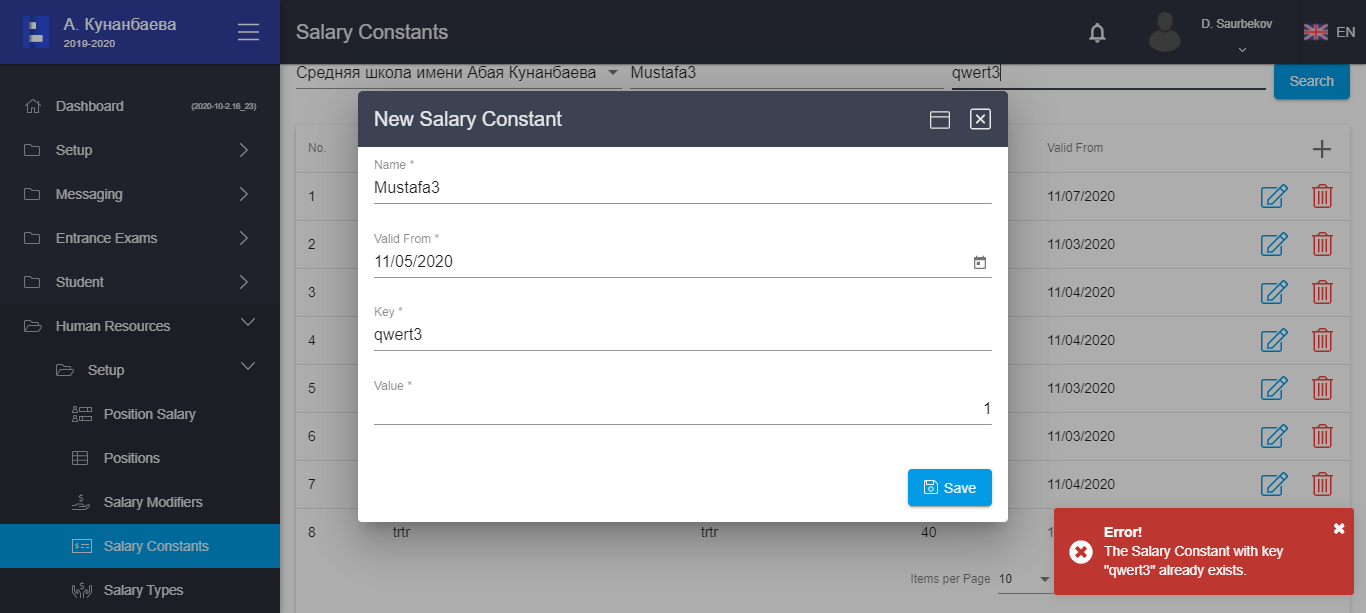 А. Кунанбаева
2019-2020
Salary Constants
D. Saurbekov
EN
Средняя школа имени Абая Кунанбаева
Mustafa3
qwert3
Search
Dashboard
(2020-10-2.16_23)
Setup
Messaging
Entrance Exams
Student
Human Resources
Setup
Position Salary
Positions
Salary Modifiers
Salary Constants
Salary Types
New Salary Constant
Name *
Mustafa3
Valid From *
11/05/2020
Key *
qwert3
Value *
1
Save
No.
Valid From
1
11/07/2020
2
11/03/2020
3
11/04/2020
4
11/04/2020
5
11/03/2020
6
11/03/2020
7
11/04/2020
8
trtr
trtr
40
Items per Page
10
Error!
The Salary Constant with key
"qwert3" already exists.